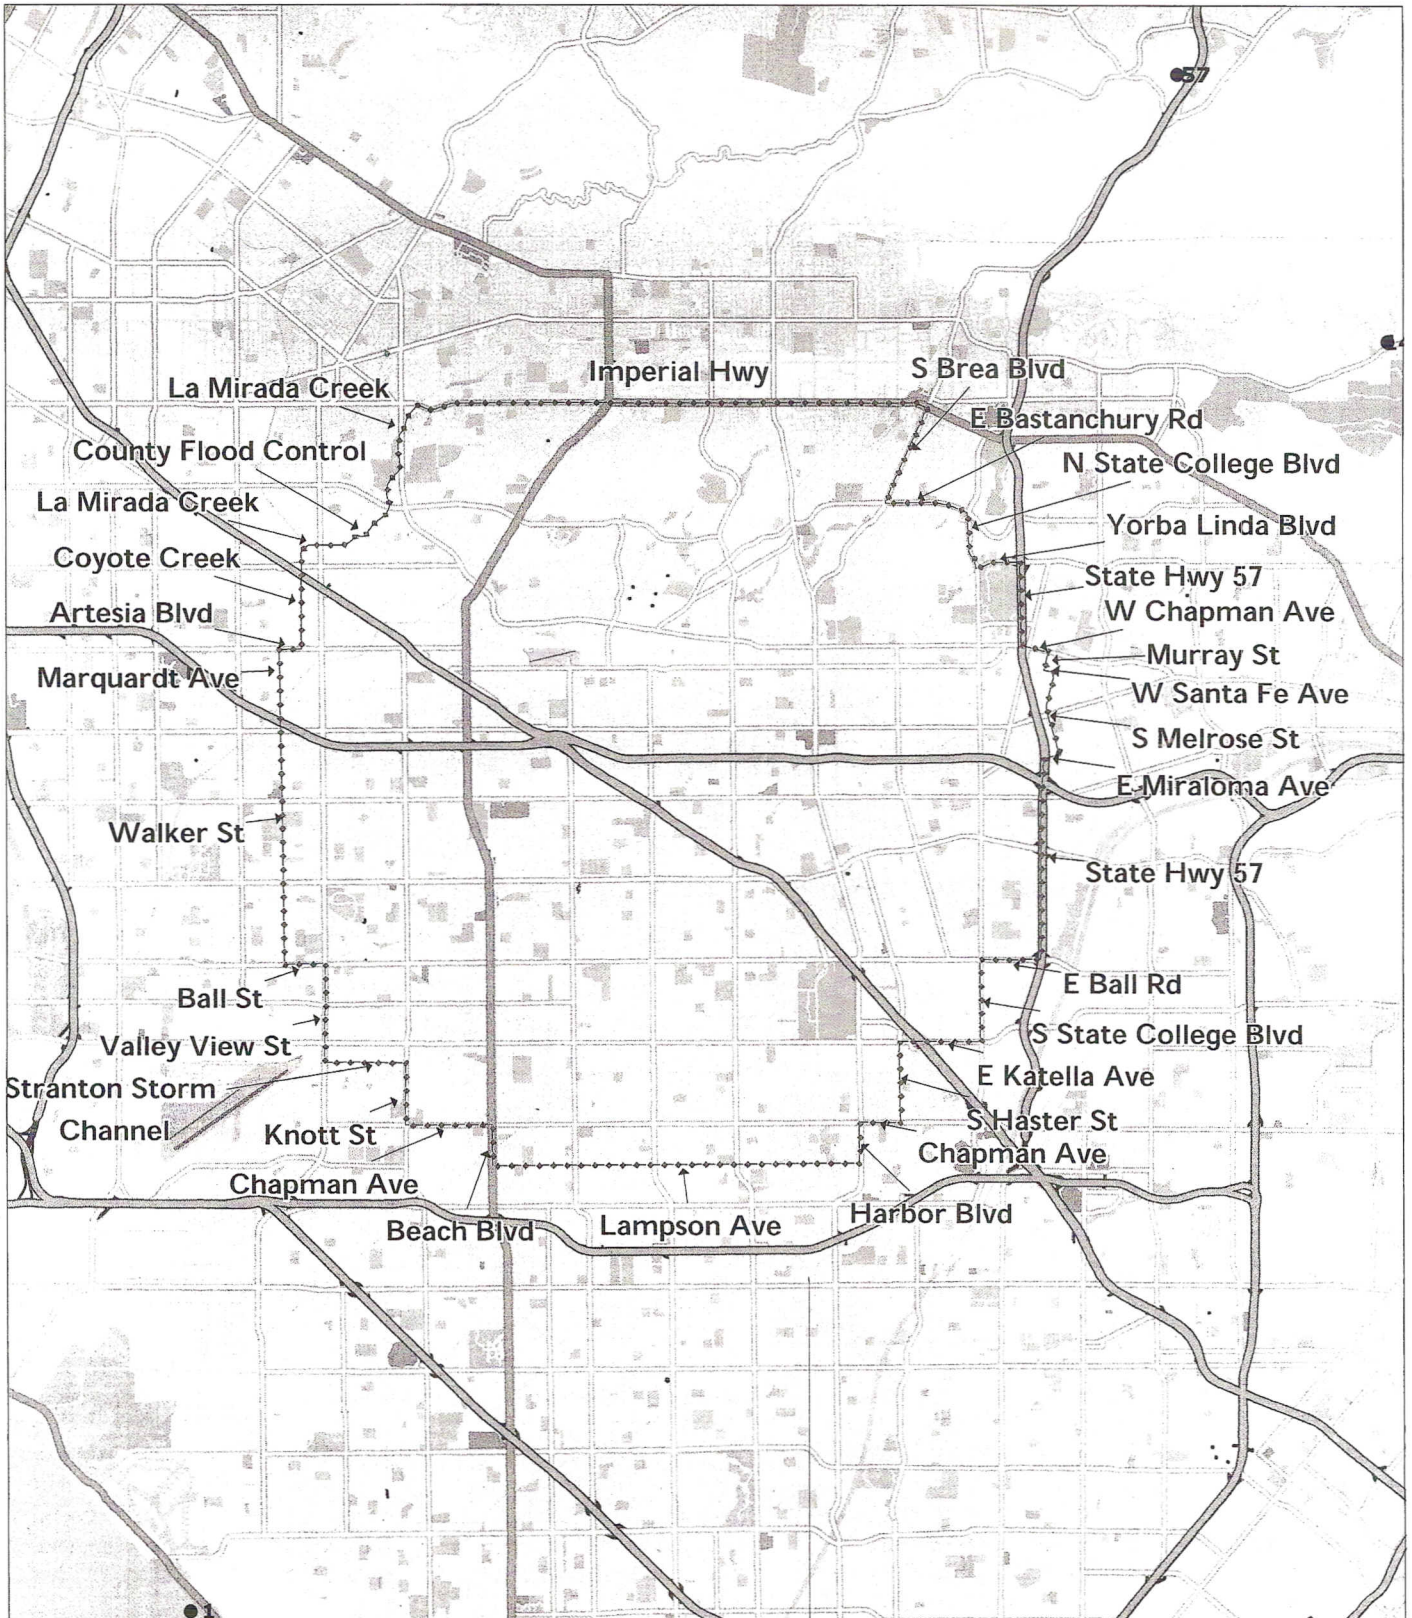 57
Imperial Hwy
S Brea Blvd
La Mirada Creek
E Bastanchury Rd
County Flood Control
N State College Blvd
La Mirada Creek
Yorba Linda Blvd
Coyote Creek
State Hwy 57
Artesia Blvd
W Chapman Ave
Murray St
Marquardt Ave
W Santa Fe Ave
S Melrose St
E Miraloma Ave
Walker St
State Hwy 57
Ball St
E Ball Rd
Valley View St
S State College Blvd
Stranton Storm
Channel
E Katella Ave
Knott St
S Haster St
Chapman Ave
Chapman Ave
Beach Blvd
Lampson Ave
Harbor Blvd
1